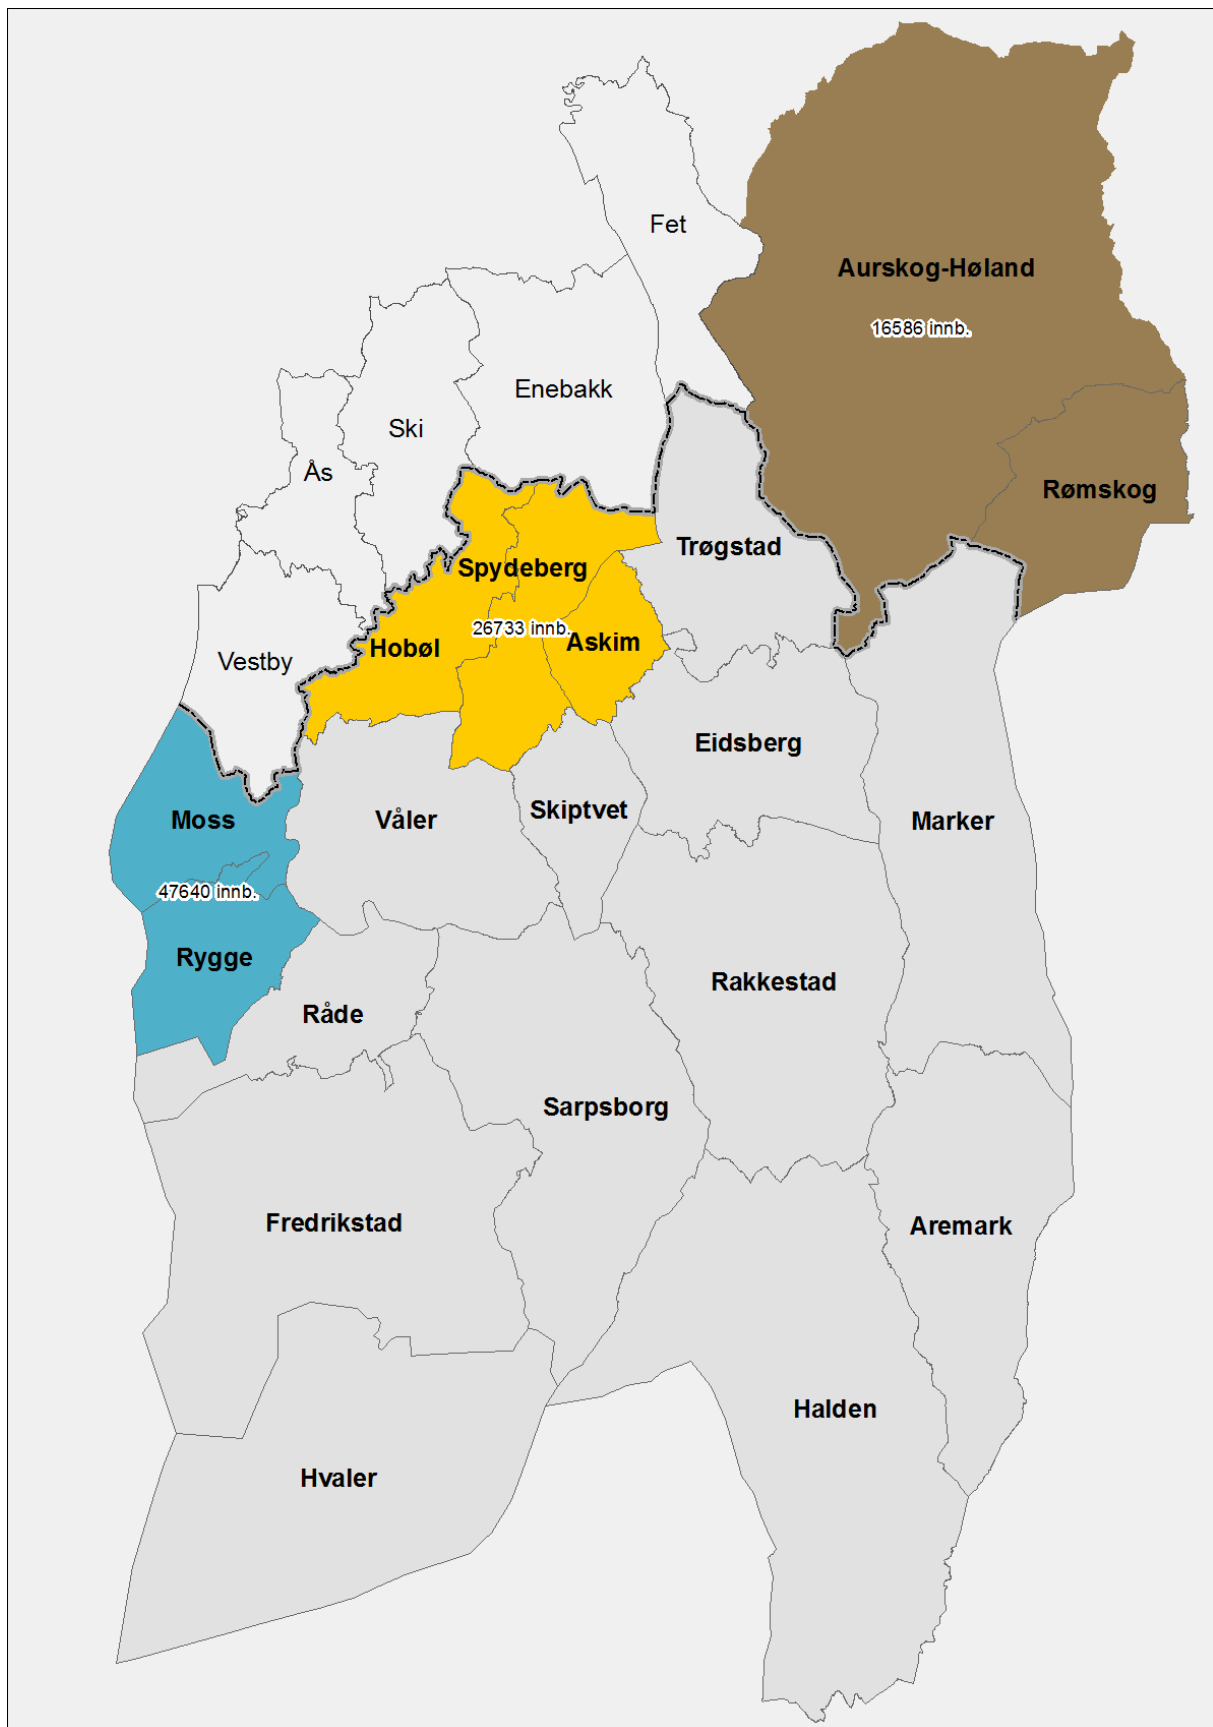 Fet
Aurskog-Høland
16586 innb.
Enebakk
Ski
Ås
Rømskog
Trøgstad
Spydeberg
26733 innb.
Askim
Hobøl
Vestby
Eidsberg
Skiptvet
Våler
Moss
Marker
47640 innb.
Rygge
Råde
Rakkestad
Sarpsborg
Fredrikstad
Aremark
Halden
Hvaler